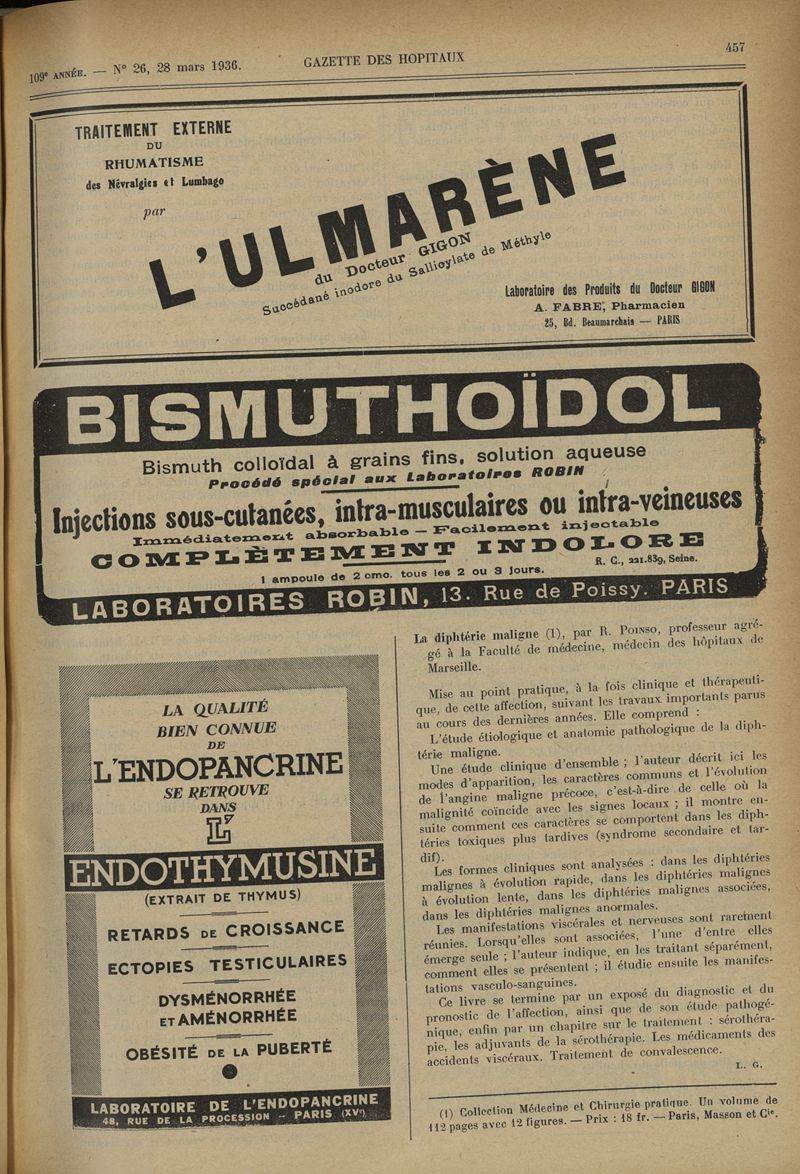 109e ANNÉE. — N° 26, 28 mars 1936.
GAZETTE DES HOPITAUX
457
TRAITEMENT EXTERNE
DU
RHUMATISME
des Névralgies et Lumbago
par
L'ULMARÈNE
du Docteur GIGON
Succédané inodore du Salicylate de Méthyle
Laboratoire des Produits du Docteur GIGON
A. FABRE, Pharmacien
25, Bd. Beaumarchais — PARIS
BISMUTHOÏDOL
Bismuth colloïdal à grains fins, solution aqueuse
Procédé spécial aux Laboratoires ROBIN
Injections sous-cutanées, intra-musculaires ou intra-veineuses
Immédiatement absorbable — Facilement injectable
COMPLÈTEMENT INDOLORE
1 ampoule de 2 cmc. tous les 2 ou 3 jours.
R. C., 221.839, Seine.
LABORATOIRES ROBIN, 13. Rue de Poissy. PARIS
LA QUALITÉ
BIEN CONNUE
DE
L'ENDOPANCRINE
SE RETROUVE
DANS
L'
ENDOTHYMUSINE
(EXTRAIT DE THYMUS)
RETARDS DE CROISSANCE
ECTOPIES TESTICULAIRES
DYSMÉNORRHÉE
ET AMÉNORRHÉE
OBÉSITÉ DE LA PUBERTÉ
LABORATOIRE DE L'ENDOPANCRINE
48, RUE DE LA PROCESSION — PARIS (XVe)
La diphtérie maligne (1), par R. POINSO, professeur agré-
gé à la Faculté de médecine, médecin des hôpitaux de
Marseille.
Mise au point pratique, à la fois clinique et thérapeuti-
que, de cette affection, suivant les travaux importants parus
au cours des dernières années. Elle comprend :
L'étude étiologique et anatomie pathologique de la diph-
térie maligne.
Une étude clinique d'ensemble ; l'auteur décrit ici les
modes d'apparition, les caractères communs et l'évolution
de l'angine maligne précoce, c'est-à-dire de celle où la
malignité coïncide avec les signes locaux ; il montre en-
suite comment ces caractères se comportent dans les diph-
téries toxiques plus tardives (syndrome secondaire et tar-
dif).
Les formes cliniques sont analysées : dans les diphtéries
malignes à évolution rapide, dans les diphtéries malignes
à évolution lente, dans les diphtéries malignes associées,
dans les diphtéries malignes anormales.
Les manifestations viscérales et nerveuses sont rarement
réunies. Lorsqu'elles sont associées, l'une d'entre elles
émerge seule ; l'auteur indique, en les traitant séparément,
comment elles se présentent ; il étudie ensuite les manifes-
tations vasculo-sanguines.
Ce livre se termine par un exposé du diagnostic et du
pronostic de l'affection, ainsi que de son étude pathogé-
nique, enfin par un chapitre sur le traitement : sérothéra-
pie, les adjuvants de la sérothérapie. Les médicaments des
accidents viscéraux. Traitement de convalescence.
L. G.
(1) Collection Médecine et Chirurgie pratique. Un volume de
112 pages avec 12 figures. — Prix : 18 fr. — Paris, Masson et Cie.